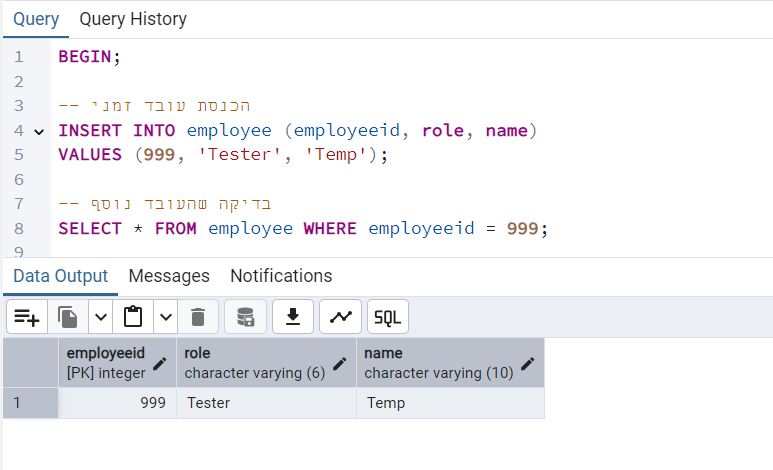 Query Query History
1 BEGIN;
2
3 -- הכנסת עובד זמני
4 INSERT INTO employee (employeeid, role, name)
5 VALUES (999, 'Tester', 'Temp');
6
7 -- בדיקה שהעובד נוסף
8 SELECT * FROM employee WHERE employeeid = 999;
9
Data Output Messages Notifications
SQL
employeeid role name
[PK] integer character varying (6) character varying (10)
1 999 Tester Temp